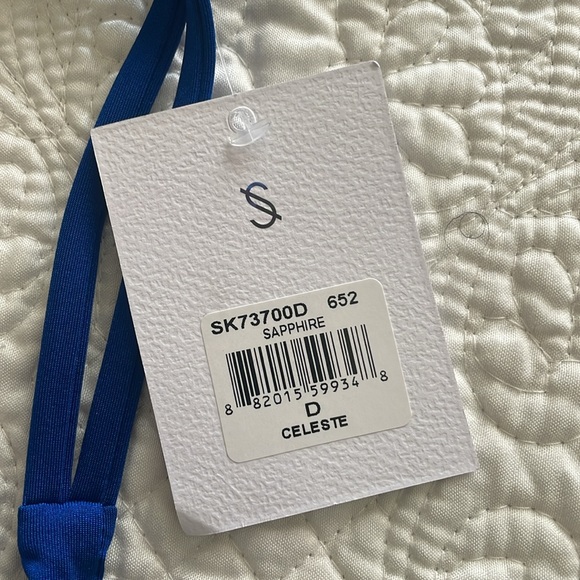 S
SK73700D 652
SAPPHIRE
8 82015 59934 8
D
CELESTE